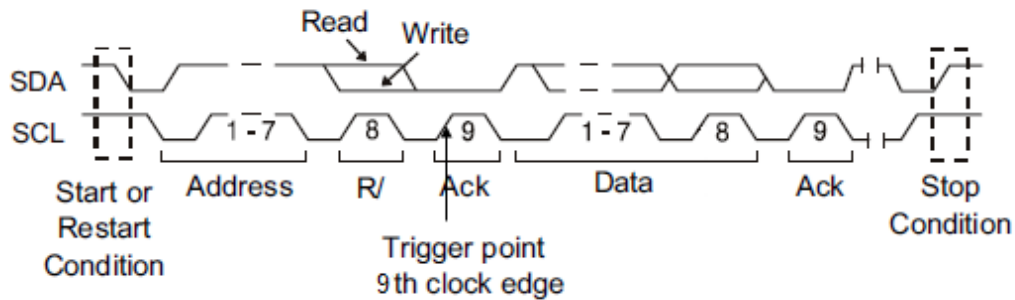 Read
Write
SDA
SCL
1 - 7
8
9
1 - 7
8
9
Address
R/
Ack
Data
Ack
Start or
Restart
Condition
Stop
Condition
Trigger point
9th clock edge